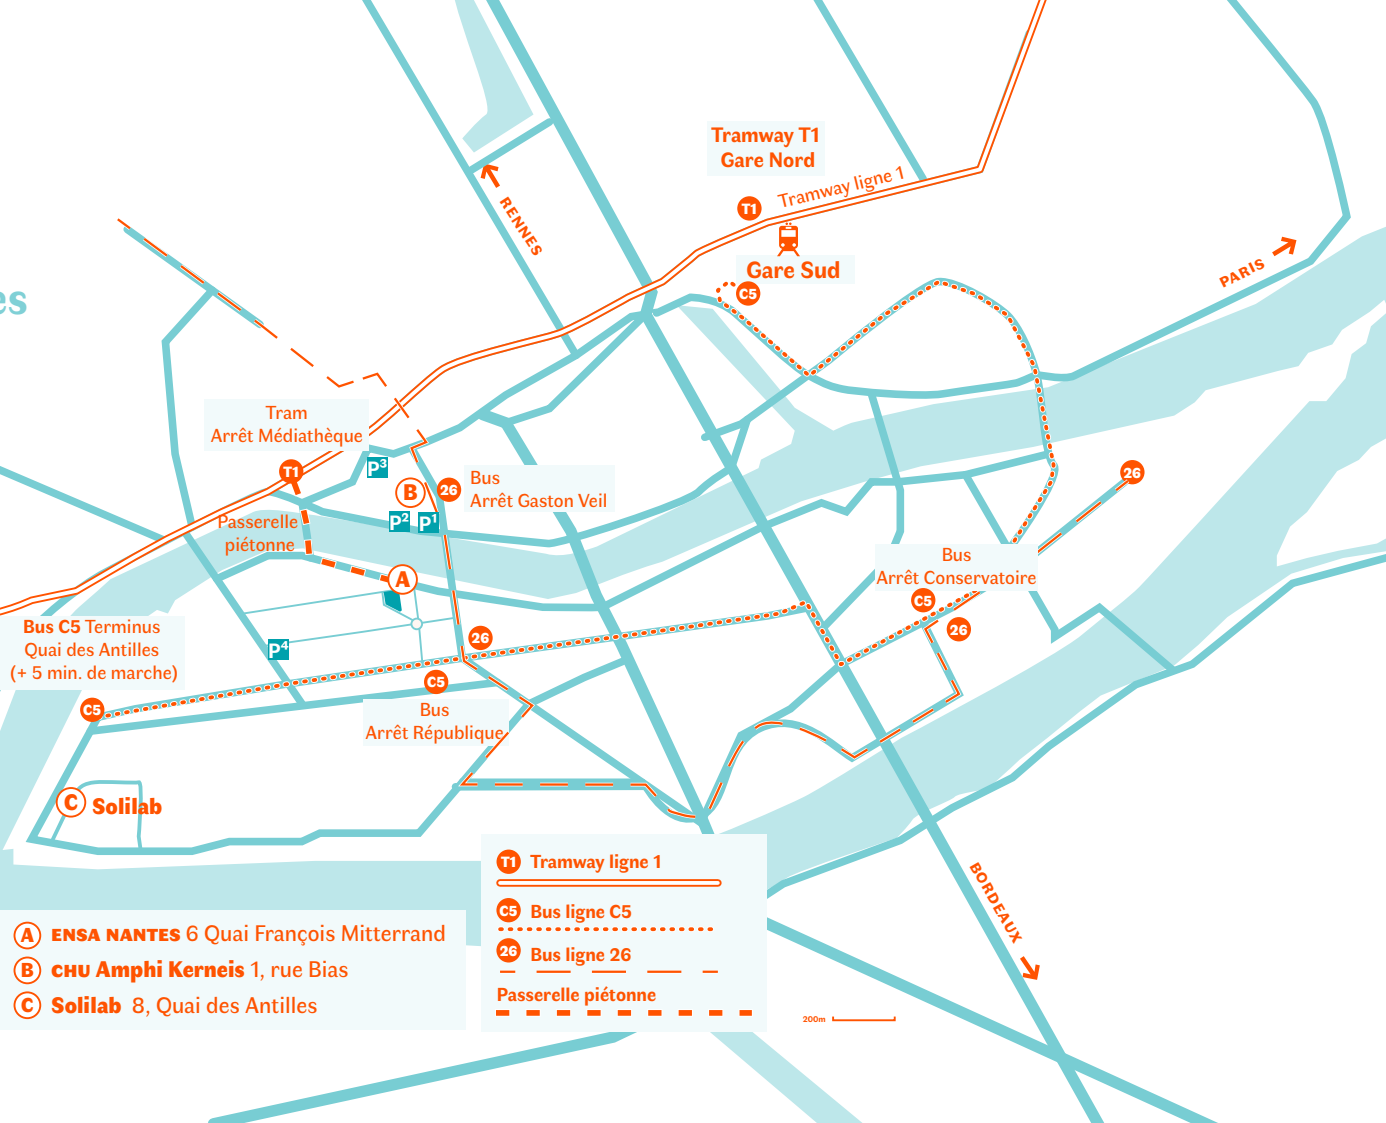 Tramway T1
Gare Nord
T1
Tramway ligne 1
RENNES
Gare Sud
C5
PARIS
es
Tram
Arrêt Médiathèque
T1
P3
B
26
Bus
Arrêt Gaston Veil
26
P2
P1
Passerelle
piétonne
A
Bus
Arrêt Conservatoire
C5
26
Bus C5 Terminus
Quai des Antilles
(+ 5 min. de marche)
P4
26
C5
C5
Bus
Arrêt République
C
Solilab
T1 Tramway ligne 1
C5 Bus ligne C5
26 Bus ligne 26
Passerelle piétonne
BORDEAUX
A ENSA NANTES 6 Quai François Mitterrand
B CHU Amphi Kerneis 1, rue Bias
C Solilab 8, Quai des Antilles
200m